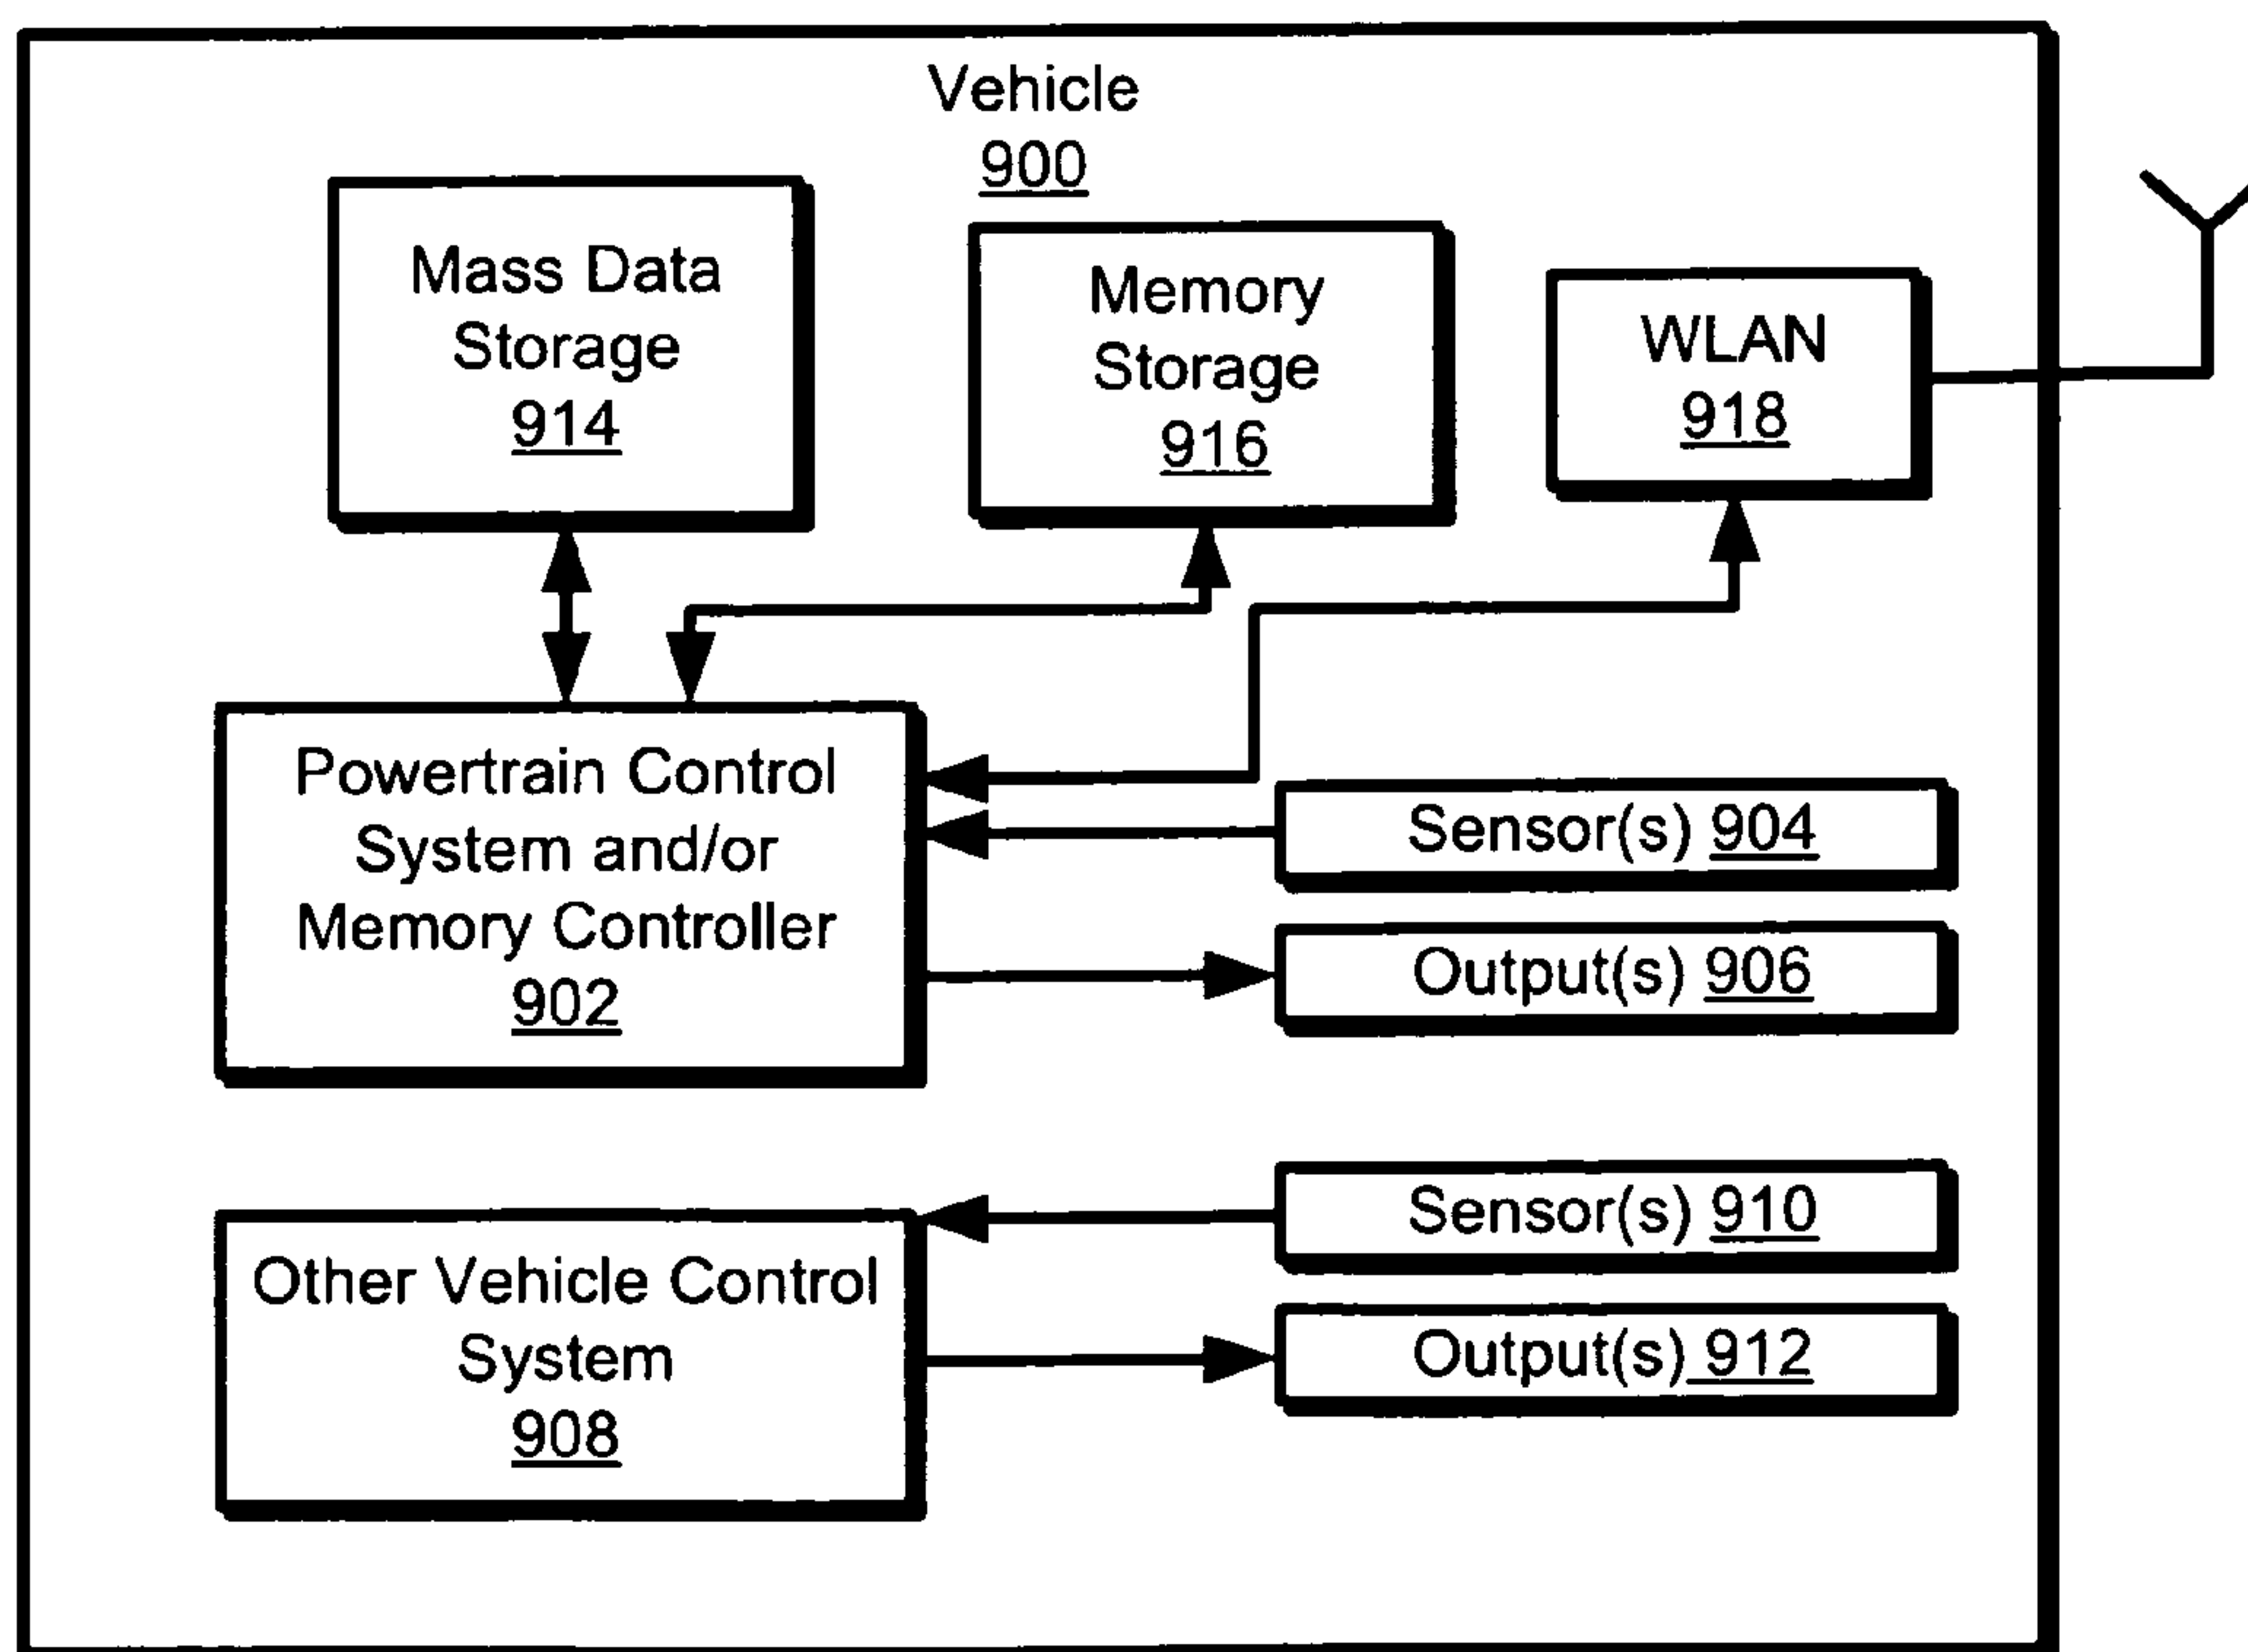 Vehicle
900
Mass Data
Storage
914
Memory
Storage
916
WLAN
918
Powertrain Control
System and/or
Memory Controller
902
Sensor(s) 904
Output(s) 906
Other Vehicle Control
System
908
Sensor(s) 910
Output(s) 912